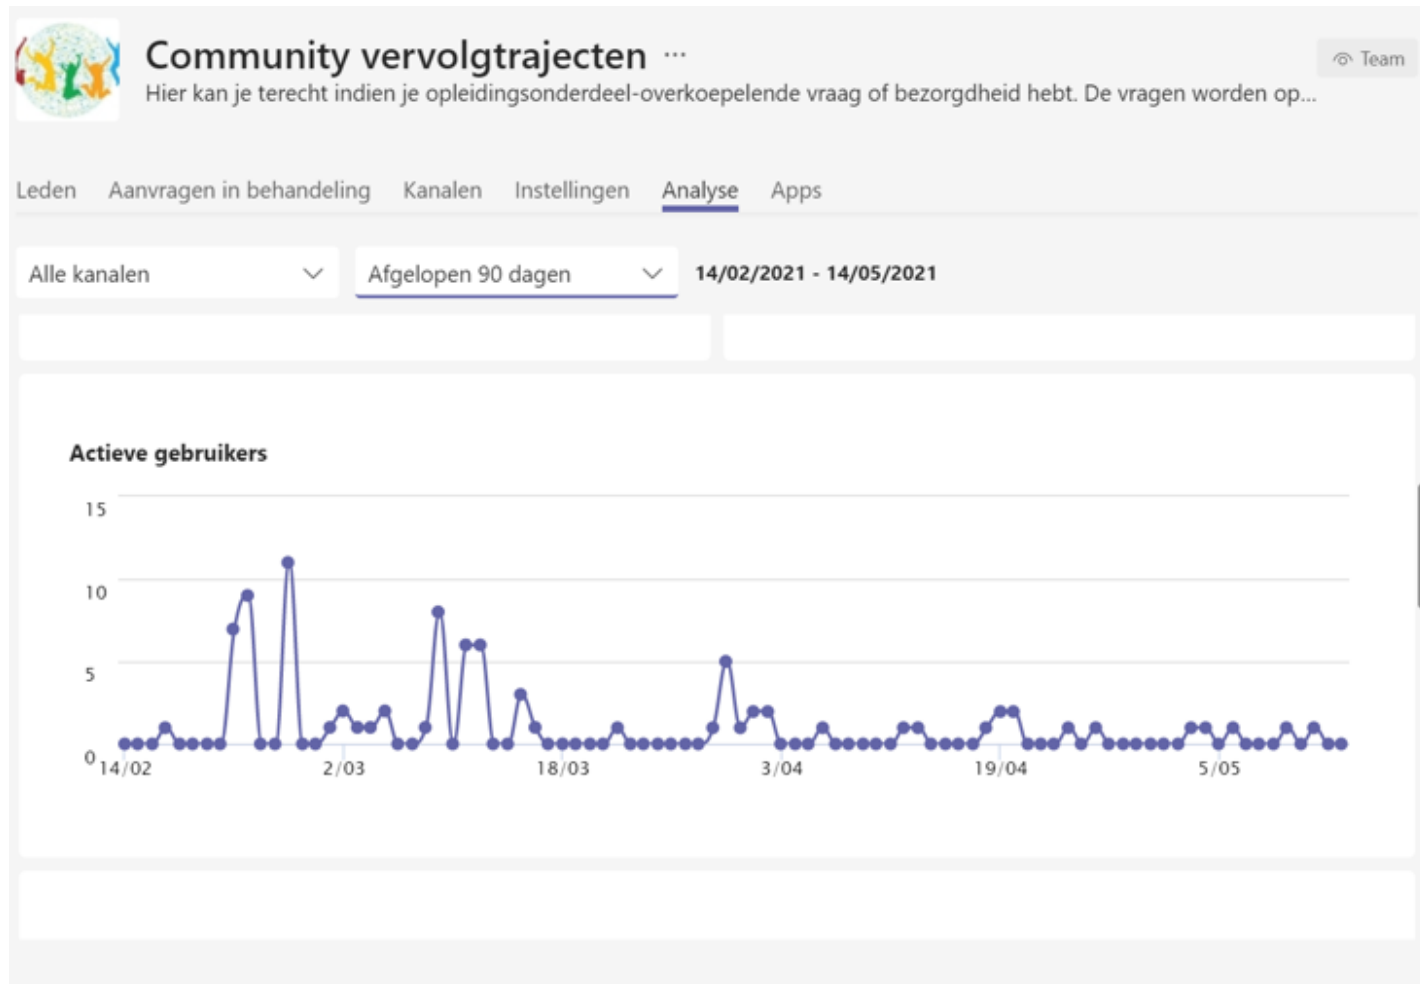 Community vervolgtrajecten ...
Team
Hier kan je terecht indien je opleidingsonderdeel-overkoepelende vraag of bezorgdheid hebt. De vragen worden op...
Leden Aanvragen in behandeling Kanalen Instellingen Analyse Apps
Alle kanalen Afgelopen 90 dagen 14/02/2021 - 14/05/2021
Actieve gebruikers
15
10
5
0
14/02 2/03 18/03 3/04 19/04 5/05